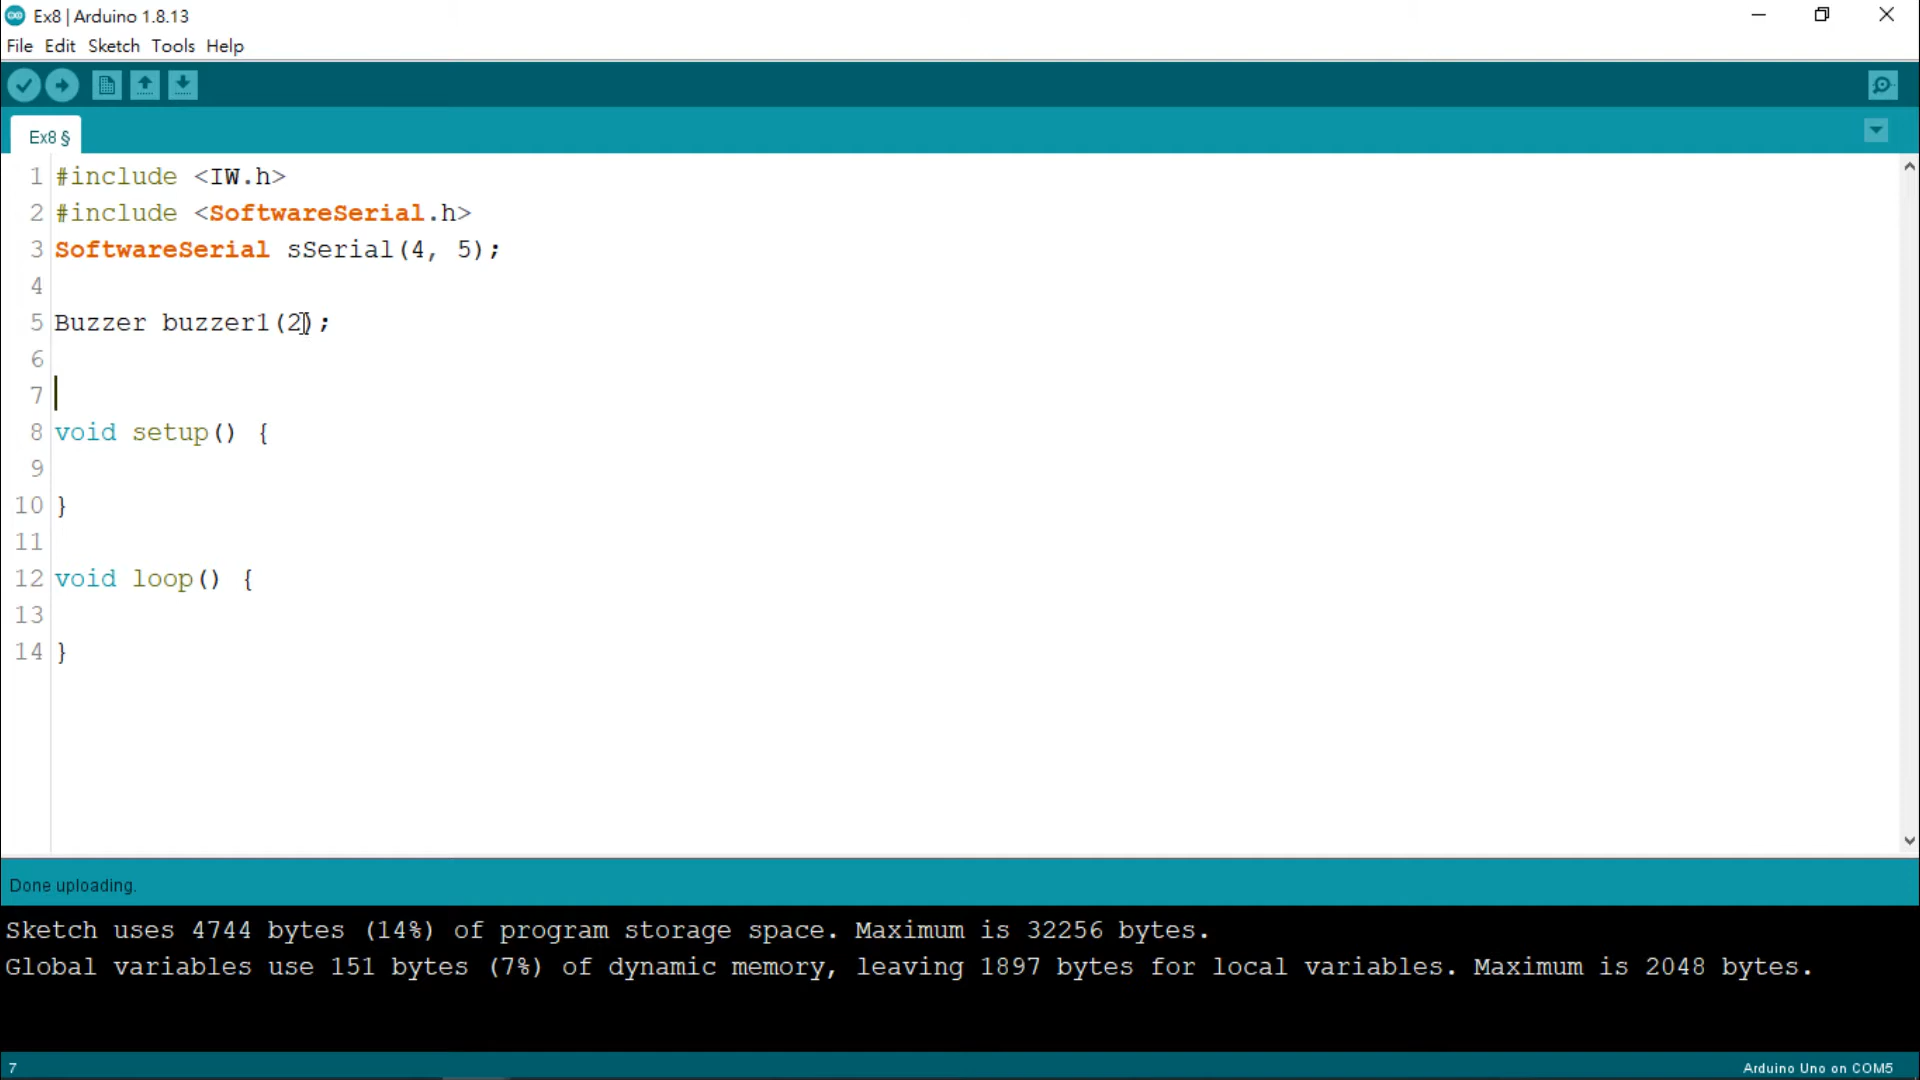 Ex8 | Arduino 1.8.13
File Edit Sketch Tools Help
Ex8 §
1 #include <IW.h>
2 #include <SoftwareSerial.h>
3 SoftwareSerial sSerial(4, 5);
4
5 Buzzer buzzer1(2);
6
7
8 void setup() {
9
10 }
11
12 void loop() {
13
14 }
Done uploading.
Sketch uses 4744 bytes (14%) of program storage space. Maximum is 32256 bytes.
Global variables use 151 bytes (7%) of dynamic memory, leaving 1897 bytes for local variables. Maximum is 2048 bytes.
7 Arduino Uno on COM5